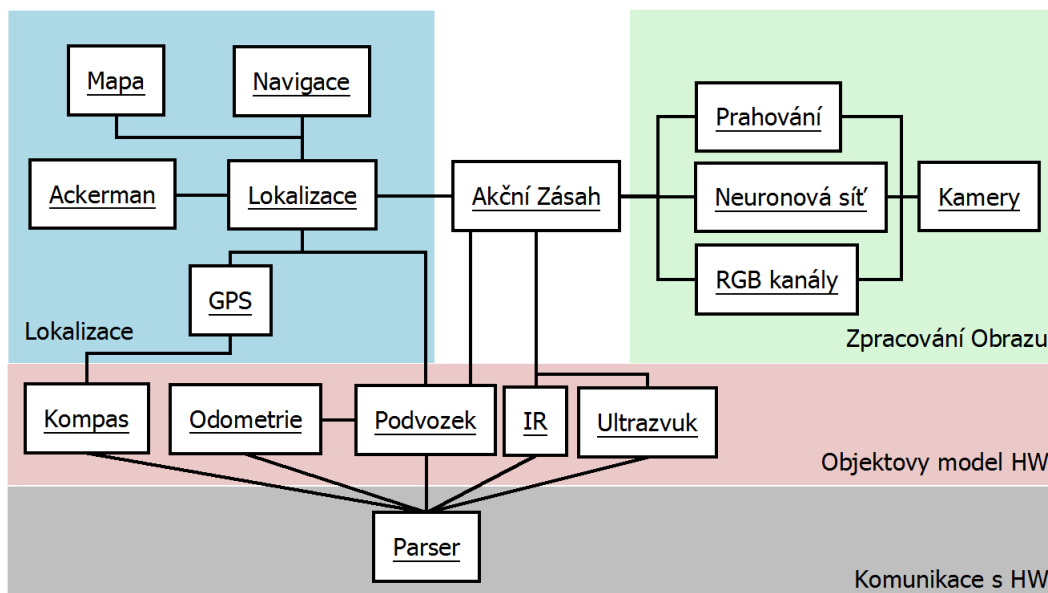 Mapa
Navigace
Prahování
Ackerman
Lokalizace
Akční Zásah
Neuronová síť
Kamery
GPS
RGB kanály
Lokalizace
Zpracování Obrazu
Kompas
Odometrie
Podvozek
IR
Ultrazvuk
Objektovy model HW
Parser
Komunikace s HW